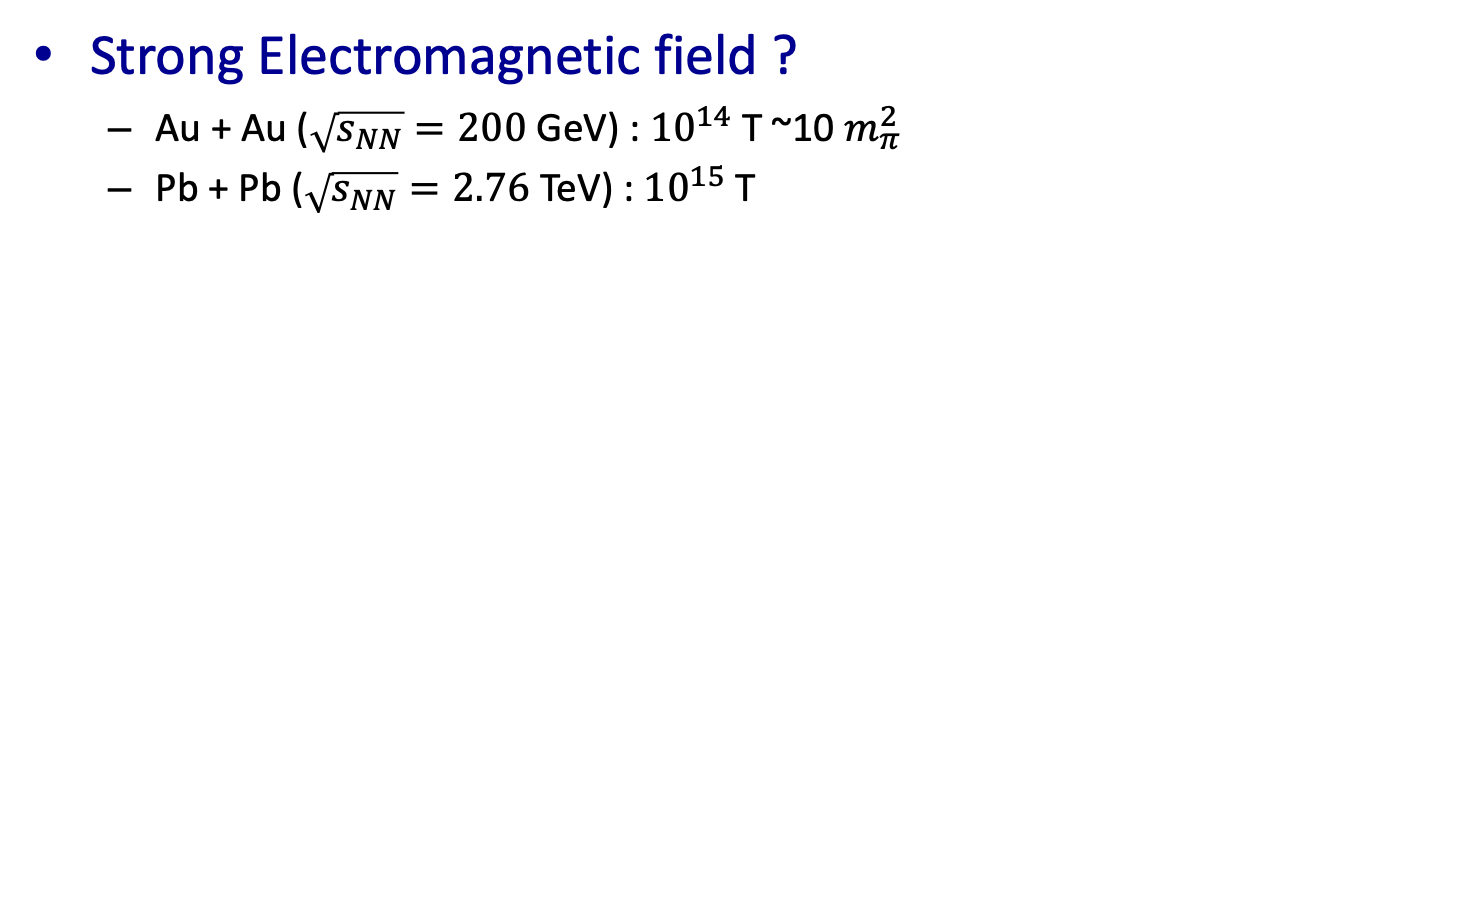 • Strong Electromagnetic field ?
– Au + Au (√s_NN = 200 GeV) : 10^14 T ~10 m_π^2
– Pb + Pb (√s_NN = 2.76 TeV) : 10^15 T